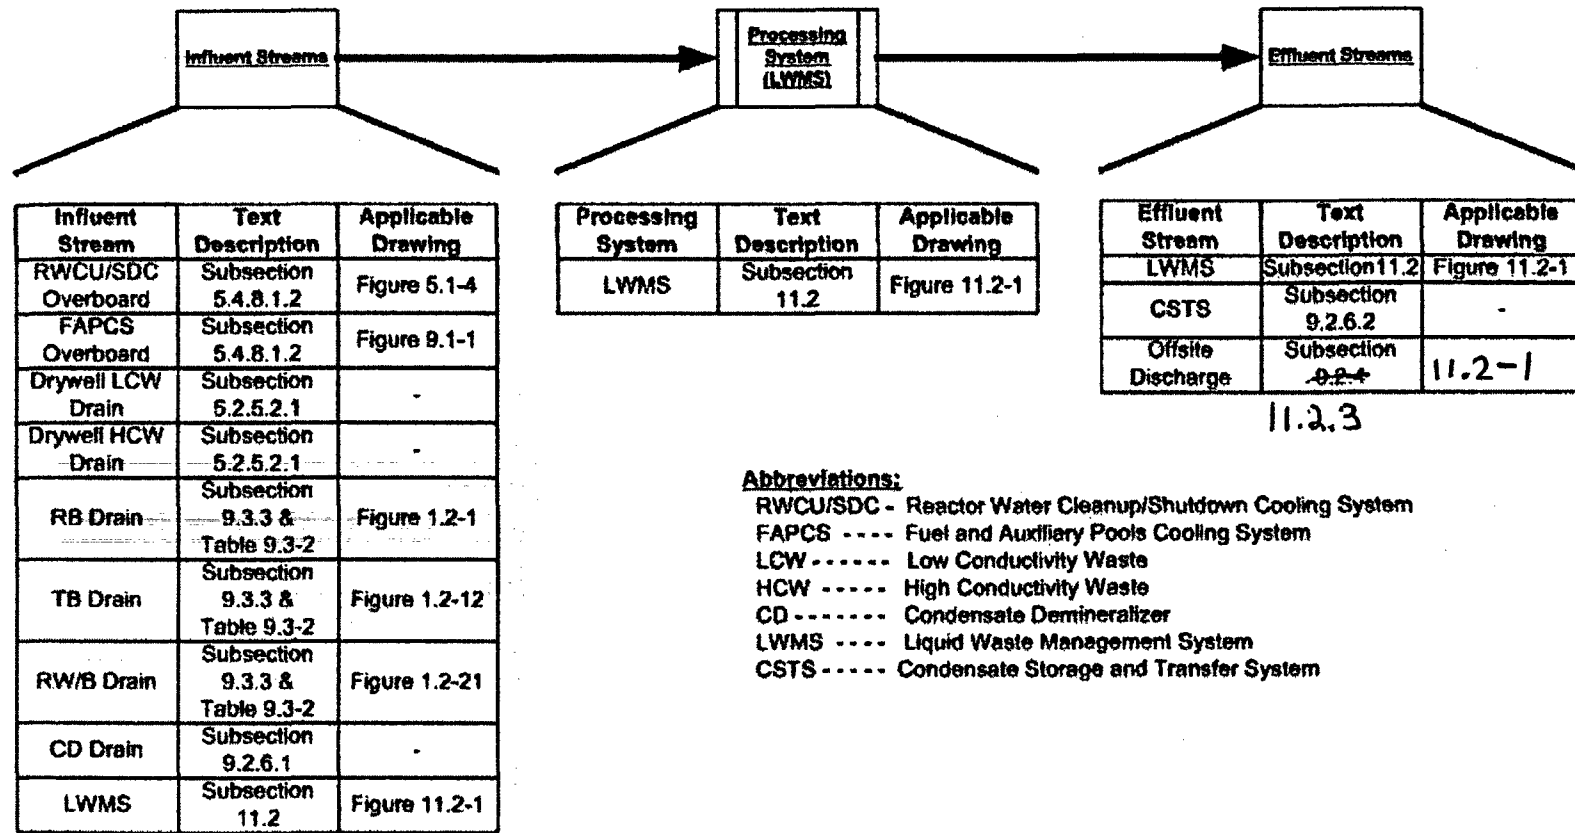 Influent Streams
Processing
System
(LWMS)
Effluent Streams
Influent
Stream
Text
Description
Applicable
Drawing
RWCU/SDC
Overboard
Subsection
5.4.8.1.2
Figure 5.1-4
FAPCS
Overboard
Subsection
5.4.8.1.2
Figure 9.1-1
Drywell LCW
Drain
Subsection
5.2.5.2.1
-
Drywell HCW
Drain
Subsection
5.2.5.2.1
-
RB Drain
Subsection
9.3.3 &
Table 9.3-2
Figure 1.2-1
TB Drain
Subsection
9.3.3 &
Table 9.3-2
Figure 1.2-12
RW/B Drain
Subsection
9.3.3 &
Table 9.3-2
Figure 1.2-21
CD Drain
Subsection
9.2.6.1
-
LWMS
Subsection
11.2
Figure 11.2-1
Processing
System
Text
Description
Applicable
Drawing
LWMS
Subsection
11.2
Figure 11.2-1
Effluent
Stream
Text
Description
Applicable
Drawing
LWMS
Subsection11.2
Figure 11.2-1
CSTS
Subsection
9.2.6.2
-
Offsite
Discharge
Subsection
9.2.4
11.2-1
11.2.3
Abbreviations:
RWCU/SDC - Reactor Water Cleanup/Shutdown Cooling System
FAPCS - - - - Fuel and Auxiliary Pools Cooling System
LCW - - - - - - Low Conductivity Waste
HCW - - - - - High Conductivity Waste
CD - - - - - - - Condensate Demineralizer
LWMS - - - - Liquid Waste Management System
CSTS - - - - - Condensate Storage and Transfer System